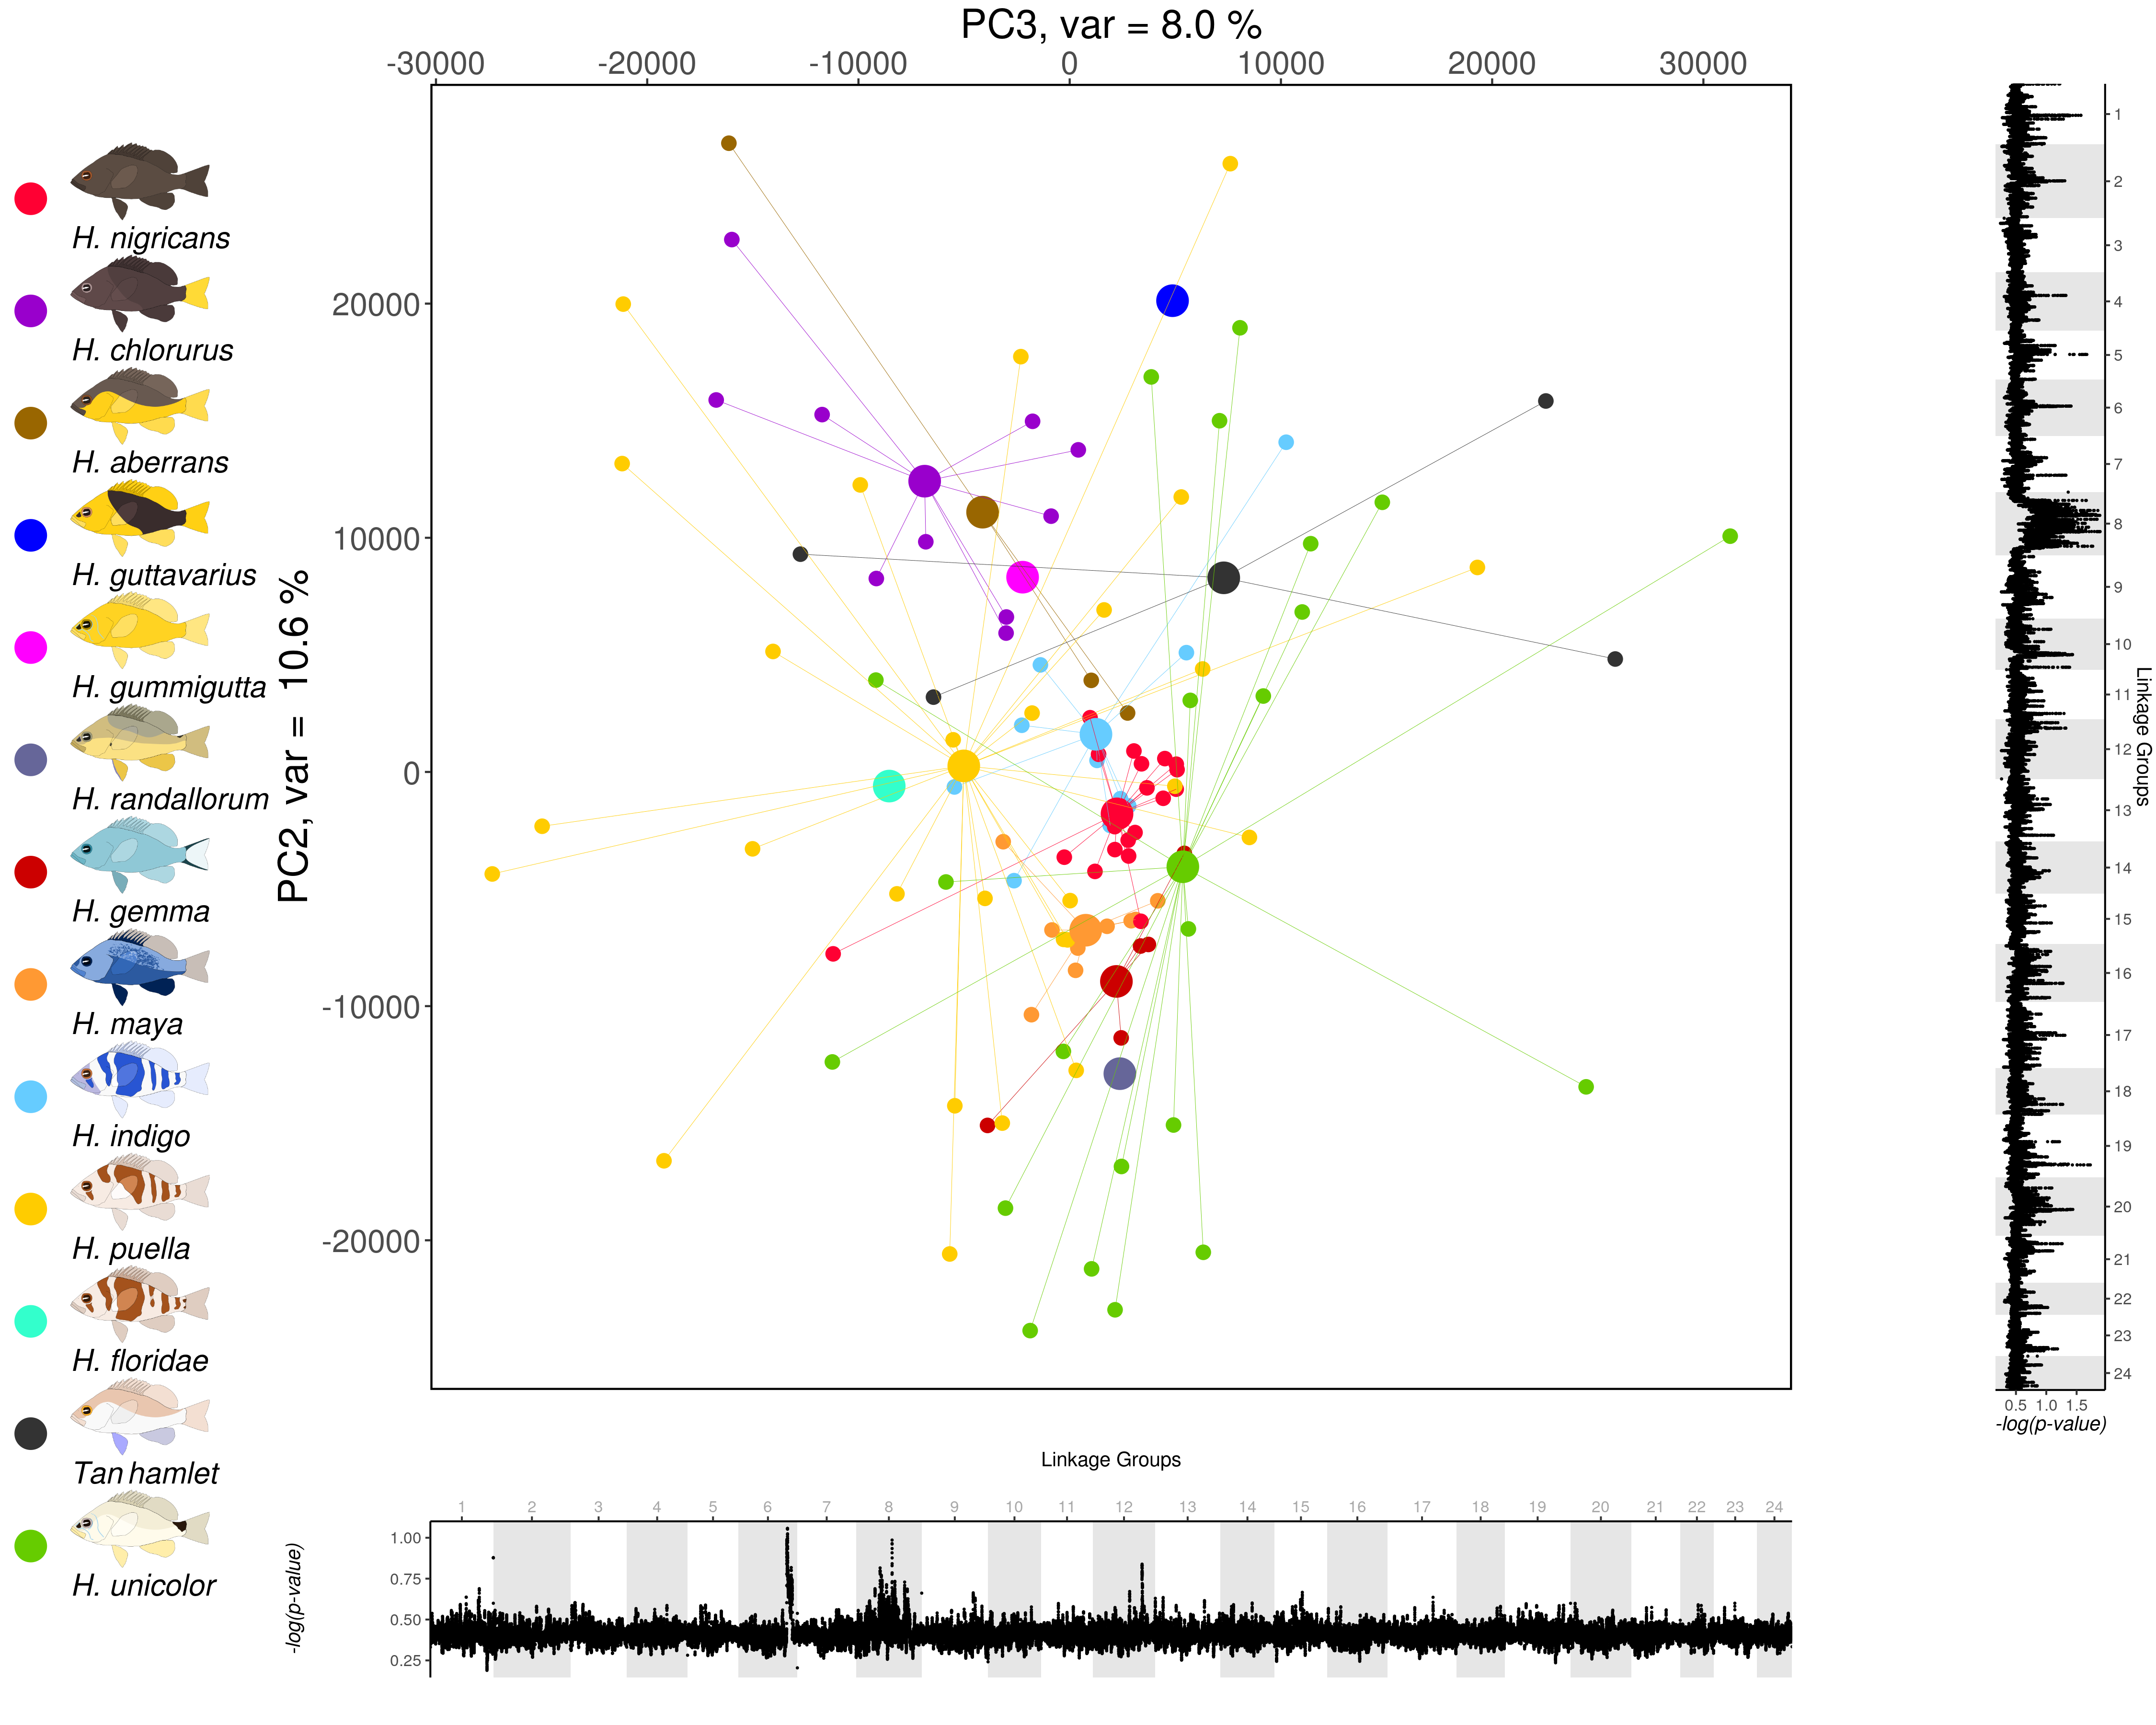 PC3, var = 8.0 %
-30000 -20000 -10000 0 10000 20000 30000
H. nigricans
H. chlorurus
H. aberrans
H. guttavarius
H. gummigutta
H. randallorum
H. gemma
H. maya
H. indigo
H. puella
H. floridae
Tan hamlet
H. unicolor
PC2, var = 10.6 %
20000
10000
0
-10000
-20000
1
2
3
4
5
6
7
8
9
10
11
12
13
14
15
16
17
18
19
20
21
22
23
24
Linkage Groups
0.5 1.0 1.5
-log(p-value)
Linkage Groups
1 2 3 4 5 6 7 8 9 10 11 12 13 14 15 16 17 18 19 20 21 22 23 24
-log(p-value)
1.00
0.75
0.50
0.25